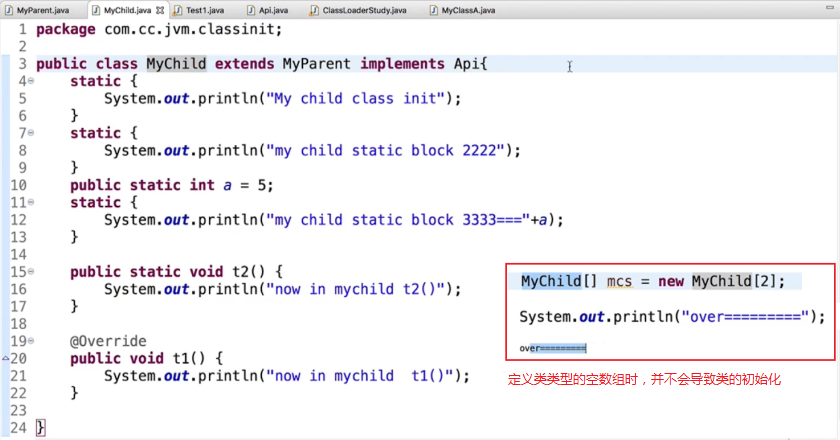 MyParent.java MyChild.java Test1.java Api.java ClassLoaderStudy.java MyClassA.java
1 package com.cc.jvm.classinit;
2
3 public class MyChild extends MyParent implements Api{
4 static {
5 System.out.println("My child class init");
6 }
7 static {
8 System.out.println("my child static block 2222");
9 }
10 public static int a = 5;
11 static {
12 System.out.println("my child static block 3333==="+a);
13 }
14
15 public static void t2() {
16 System.out.println("now in mychild t2()");
17 }
18
19 @Override
20 public void t1() {
21 System.out.println("now in mychild  t1()");
22 }
23
24 }
MyChild[] mcs = new MyChild[2];
System.out.println("over=========");
over=========
定义类类型的空数组时，并不会导致类的初始化